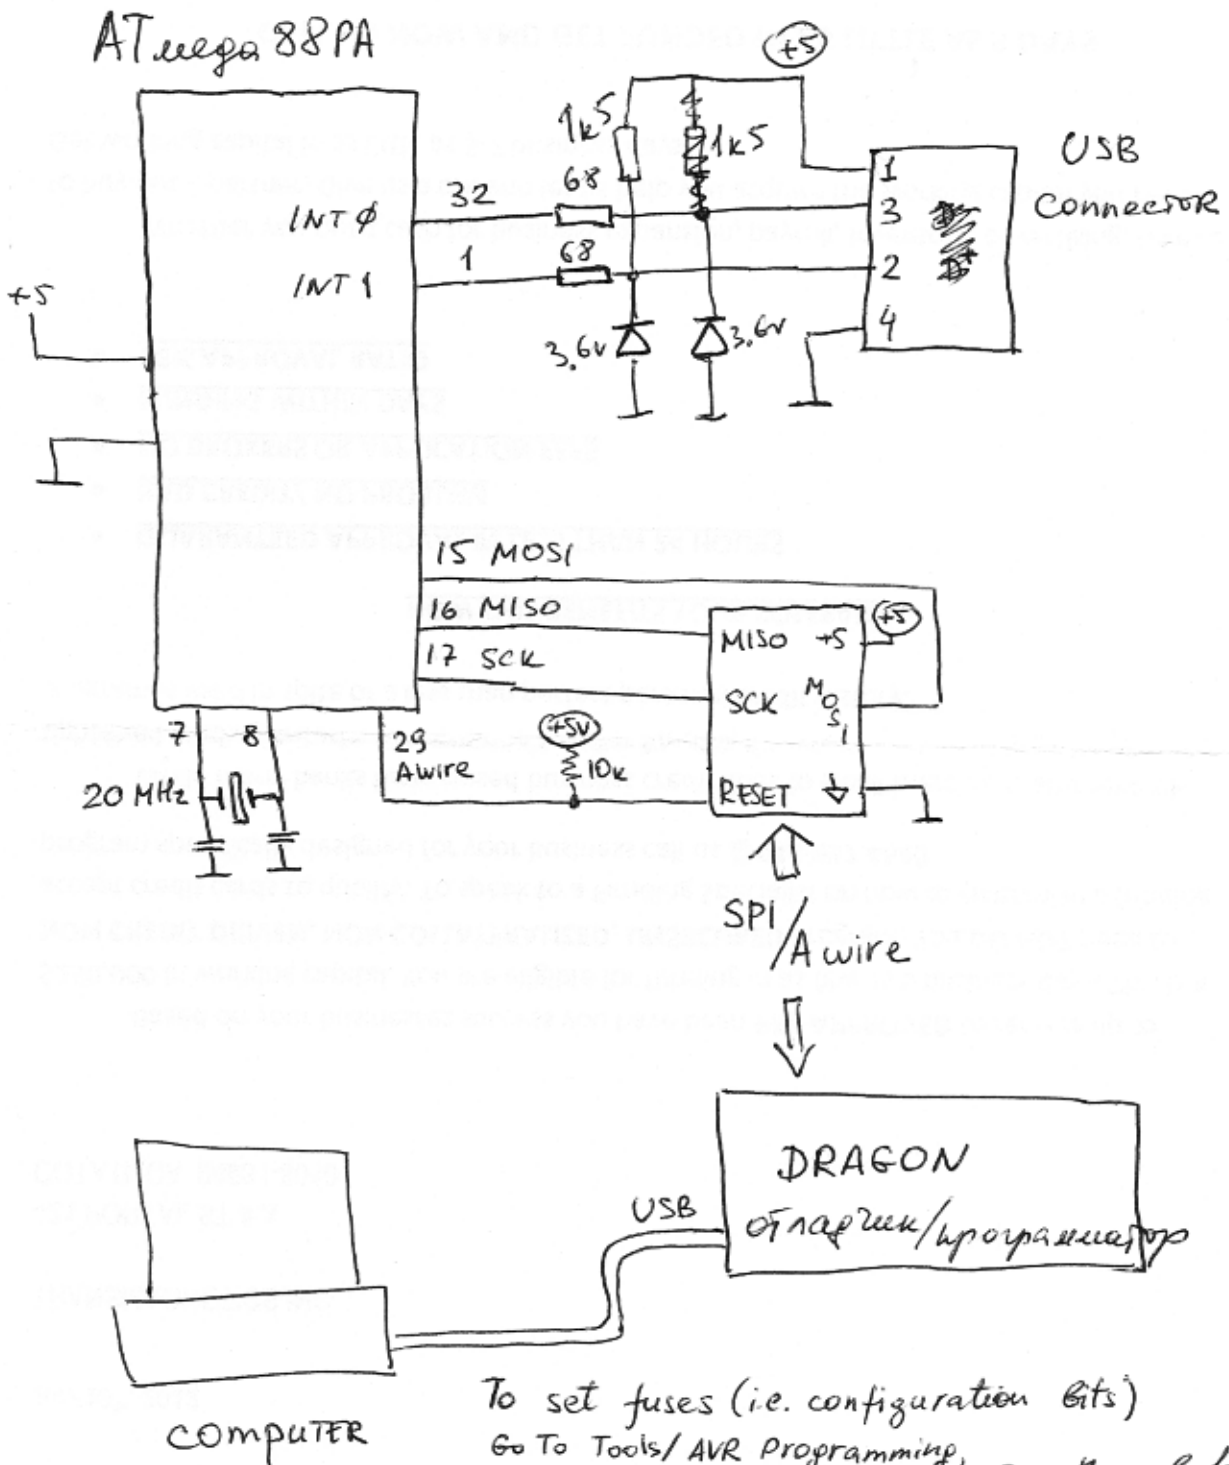 ATmega 88PA
+5
1k5
1k5
USB
connector
1
32
68
3
INTØ
68
1
2
INT1
+5
4
3.6v
3.6v
15 MOSI
16 MISO
MISO +5
+5
17 SCK
SCK MOSI
7 8
29
Awire
+5v
10k
20 MHz
RESET
SPI
/Awire
DRAGON
USB
отладчик/программатор
computer
To set fuses (i.e. configuration bits)
Go To Tools/AVR Programming